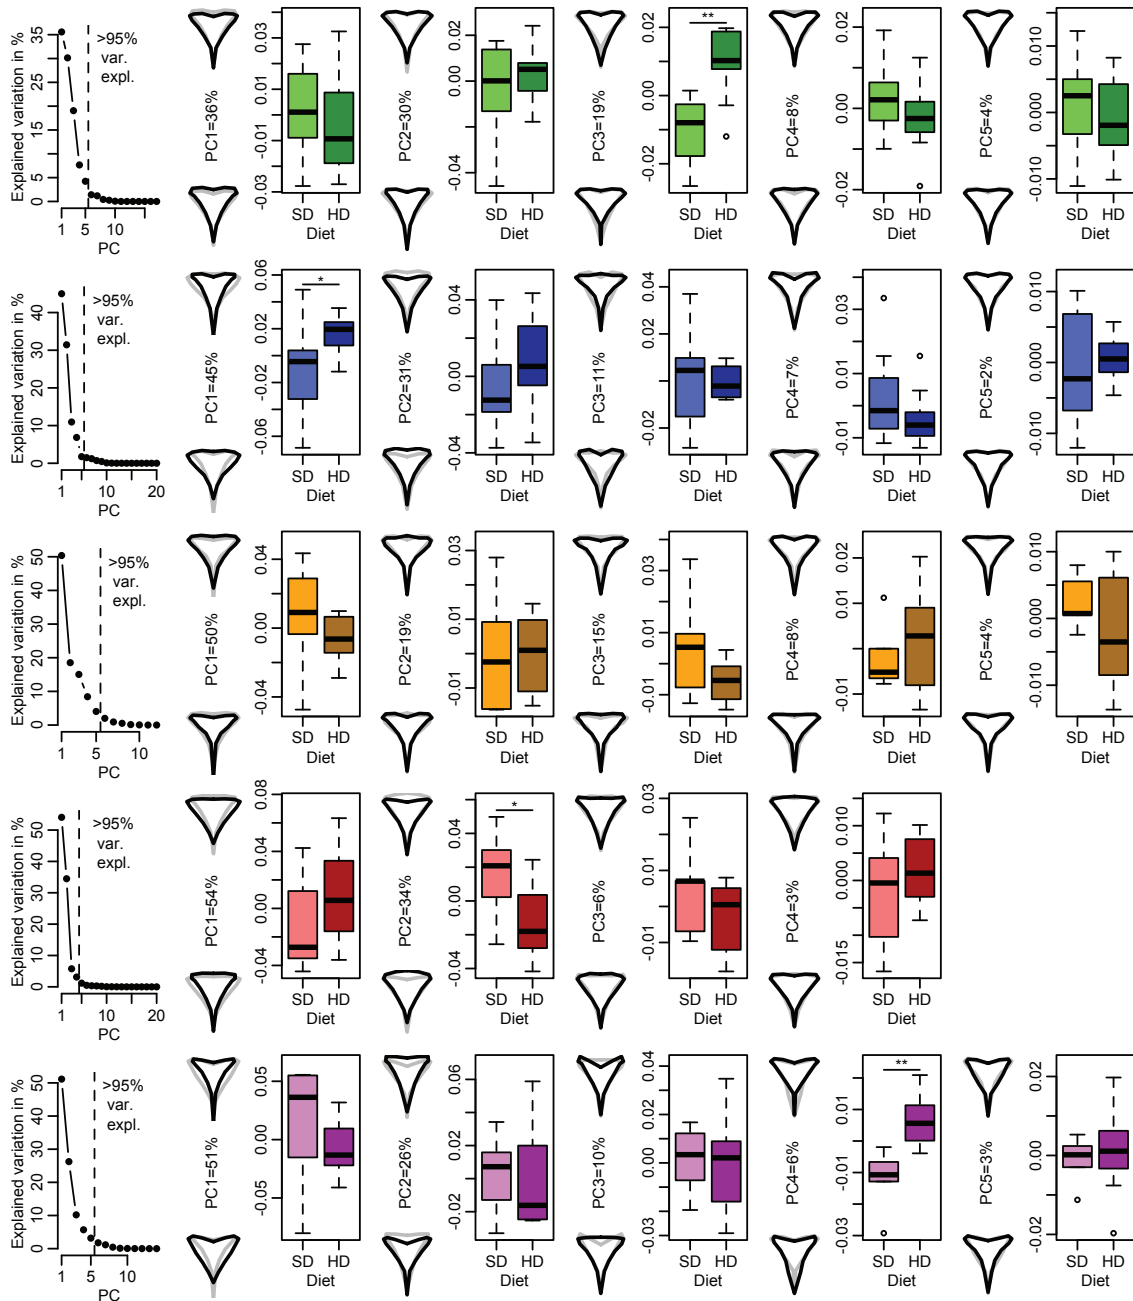 Explained variation in %
0
5
10
15
20
25
30
35
1 5 10
PC
>95%
var.
expl.
PC1=36%
-0.03 -0.01 0.01 0.03
SD HD
Diet
PC2=30%
-0.04 0.00 0.02
SD HD
Diet
PC3=19%
**
0.02 0.00 0.02
SD HD
Diet
PC4=8%
-0.02 0.00 0.02
SD HD
Diet
PC5=4%
-0.010 0.000 0.010
SD HD
Diet
Explained variation in %
0 10 20 30 40
1 10 20
PC
>95%
var.
expl.
PC1=45%
*
-0.06 -0.02 0.02 0.06
SD HD
Diet
PC2=31%
-0.04 0.00 0.04
SD HD
Diet
PC3=11%
-0.02 0.02 0.04
SD HD
Diet
PC4=7%
-0.01 0.01 0.03
SD HD
Diet
PC5=2%
-0.010 0.000 0.010
SD HD
Diet
Explained variation in %
0 10 20 30 40 50
1 5 10
PC
>95%
var.
expl.
PC1=50%
-0.04 0.00 0.04
SD HD
Diet
PC2=19%
-0.01 0.01 0.03
SD HD
Diet
PC3=15%
-0.01 0.01 0.03
SD HD
Diet
PC4=8%
-0.01 0.01 0.02
SD HD
Diet
PC5=4%
-0.010 0.000 0.010
SD HD
Diet
Explained variation in %
0 10 20 30 40 50
1 10 20
PC
>95%
var.
expl.
PC1=54%
-0.04 0.00 0.04 0.08
SD HD
Diet
PC2=34%
*
-0.04 0.00 0.04
SD HD
Diet
PC3=6%
-0.01 0.01 0.03
SD HD
Diet
PC4=3%
-0.015 0.000 0.010
SD HD
Diet
Explained variation in %
0 10 20 30 40 50
1 5 10
PC
>95%
var.
expl.
PC1=51%
-0.05 0.00 0.05
SD HD
Diet
PC2=26%
-0.02 0.02 0.06
SD HD
Diet
PC3=10%
-0.03 0.00 0.02 0.04
SD HD
Diet
PC4=6%
**
-0.03 -0.01 0.01
SD HD
Diet
PC5=3%
-0.02 0.00 0.02
SD HD
Diet